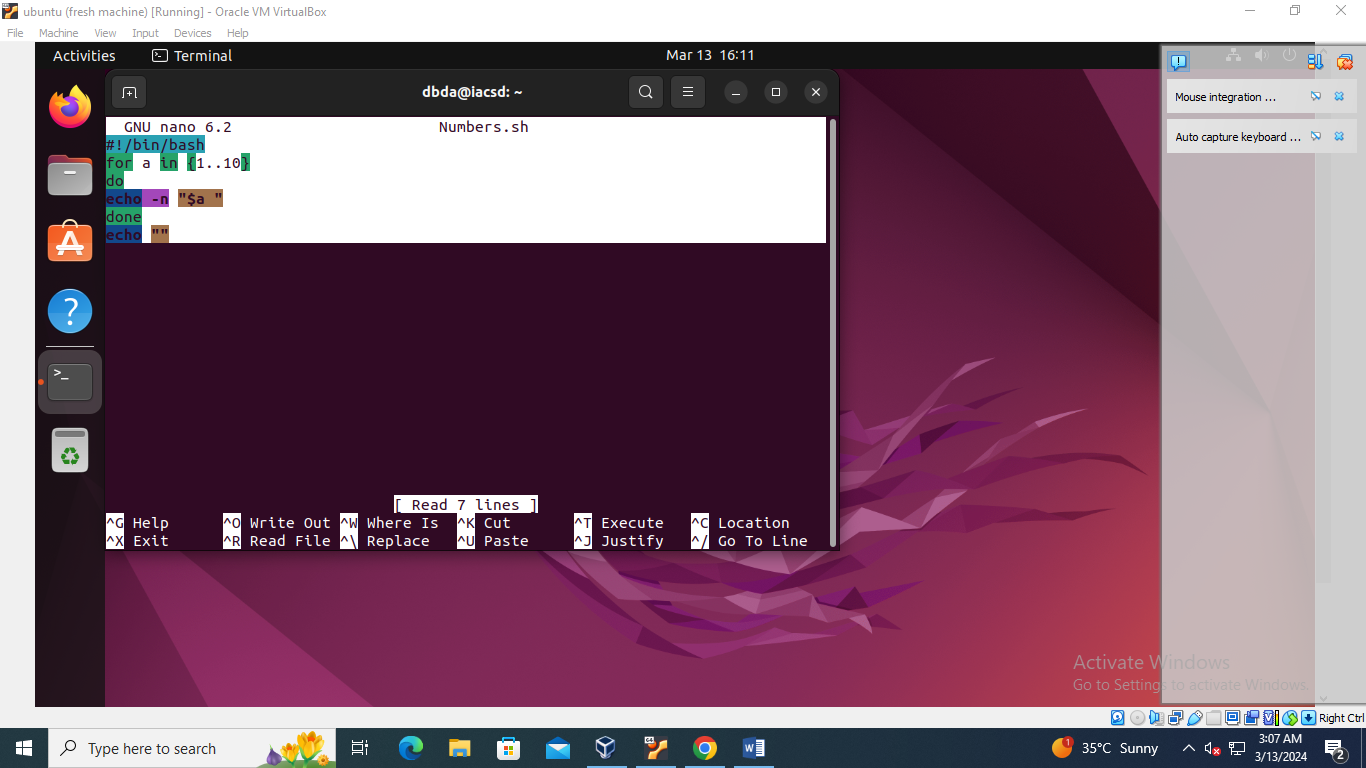 ubuntu (fresh machine) [Running] - Oracle VM VirtualBox
File Machine View Input Devices Help
Activities Terminal Mar 13 16:11
dbda@iacsd: ~
GNU nano 6.2 Numbers.sh
#!/bin/bash
for a in {1..10}
do
echo -n "$a "
done
echo ""
[ Read 7 lines ]
^G Help ^O Write Out ^W Where Is ^K Cut ^T Execute ^C Location
^X Exit ^R Read File ^\ Replace ^U Paste ^J Justify ^/ Go To Line
Mouse integration ...
Auto capture keyboard ...
Activate Windows
Go to Settings to activate Windows.
Right Ctrl
Type here to search
35°C Sunny
3:07 AM
3/13/2024
2